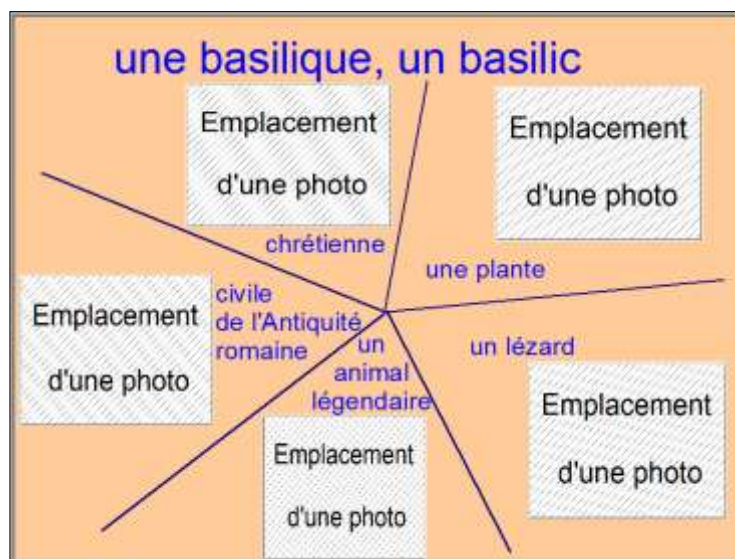 une basilique, un basilic
Emplacement
d'une photo
chrétienne
Emplacement
d'une photo
une plante
Emplacement
d'une photo
civile
de l'Antiquité
romaine
un
animal
légendaire
Emplacement
d'une photo
un lézard
Emplacement
d'une photo